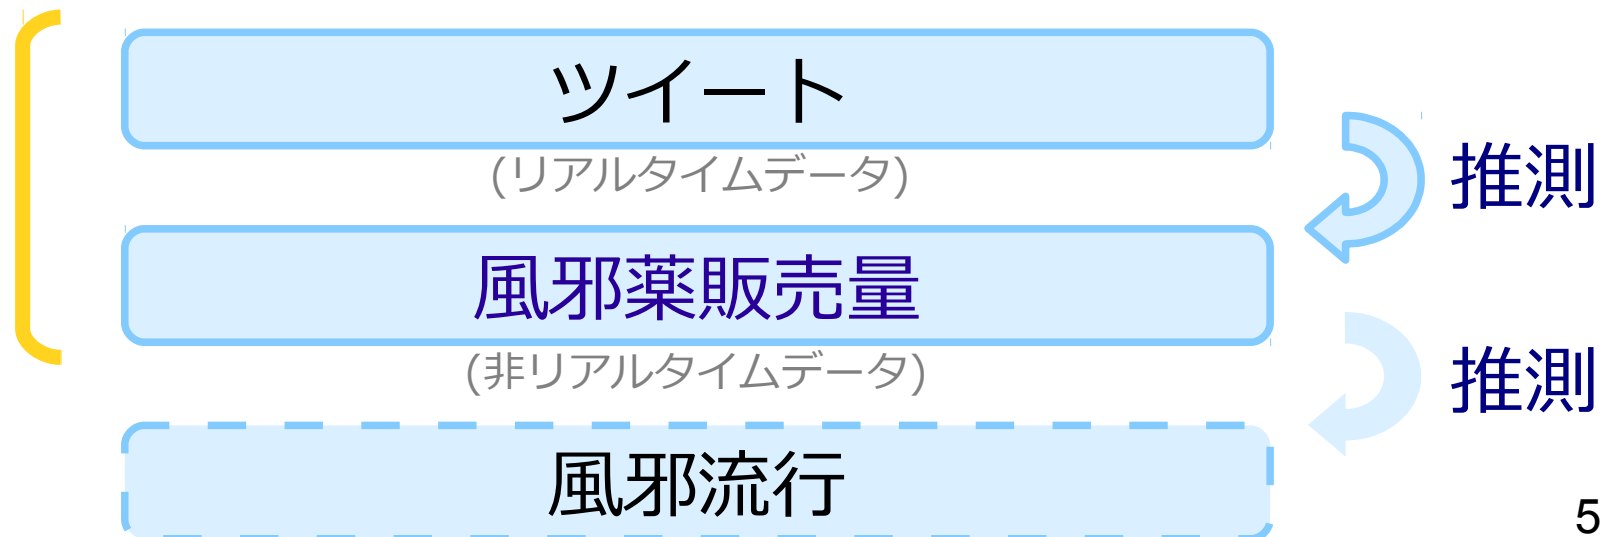 ツイート
(リアルタイムデータ)
推測
風邪薬販売量
(非リアルタイムデータ)
推測
風邪流行
5